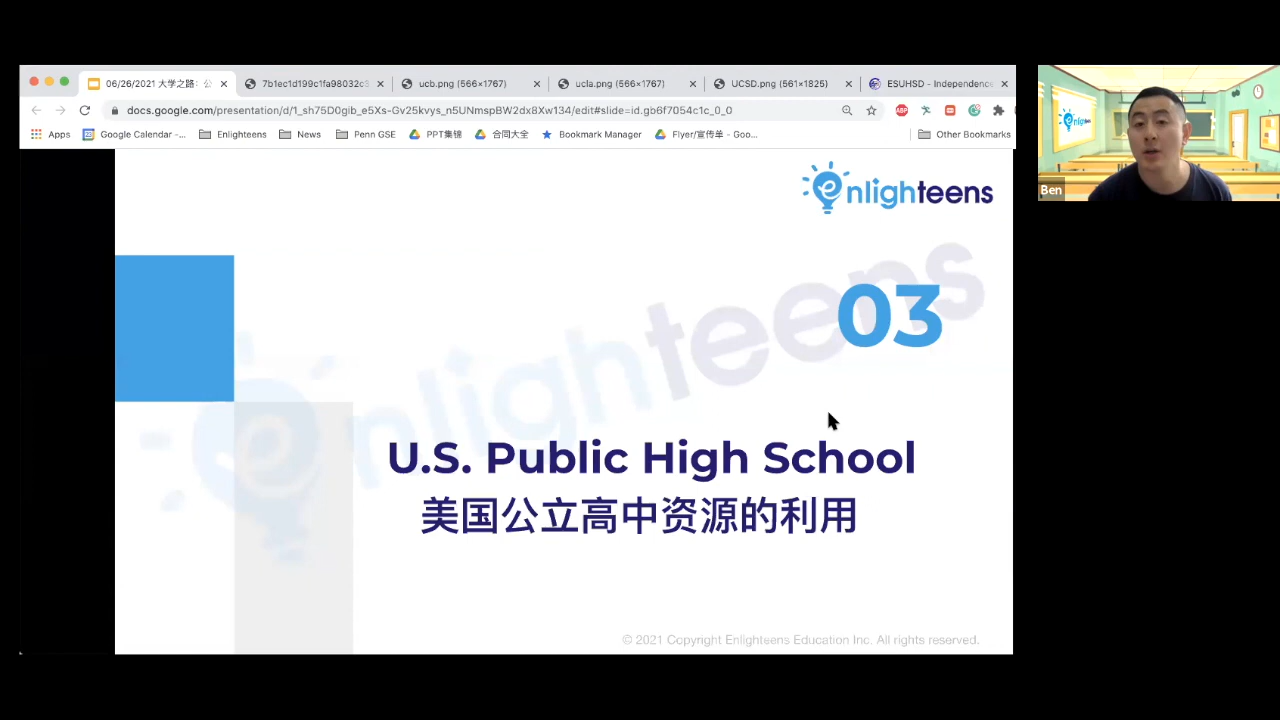 06/26/2021 大学之路：公
7b1ec1d199c1fa98032c3
ucb.png (566×1767)
ucla.png (566×1767)
UCSD.png (561×1825)
ESUHSD - Independence
docs.google.com/presentation/d/1_sh75D0gib_e5Xs-Gv25kvys_n5UNmspBW2dx8Xw134/edit#slide=id.gb6f7054c1c_0_0
ABP
Apps
Google Calendar -...
Enlighteens
News
Penn GSE
PPT集锦
合同大全
Bookmark Manager
Flyer/宣传单 - Goo...
Other Bookmarks
enlighteens
Ben
enlighteens
03
U.S. Public High School
美国公立高中资源的利用
© 2021 Copyright Enlighteens Education Inc. All rights reserved.